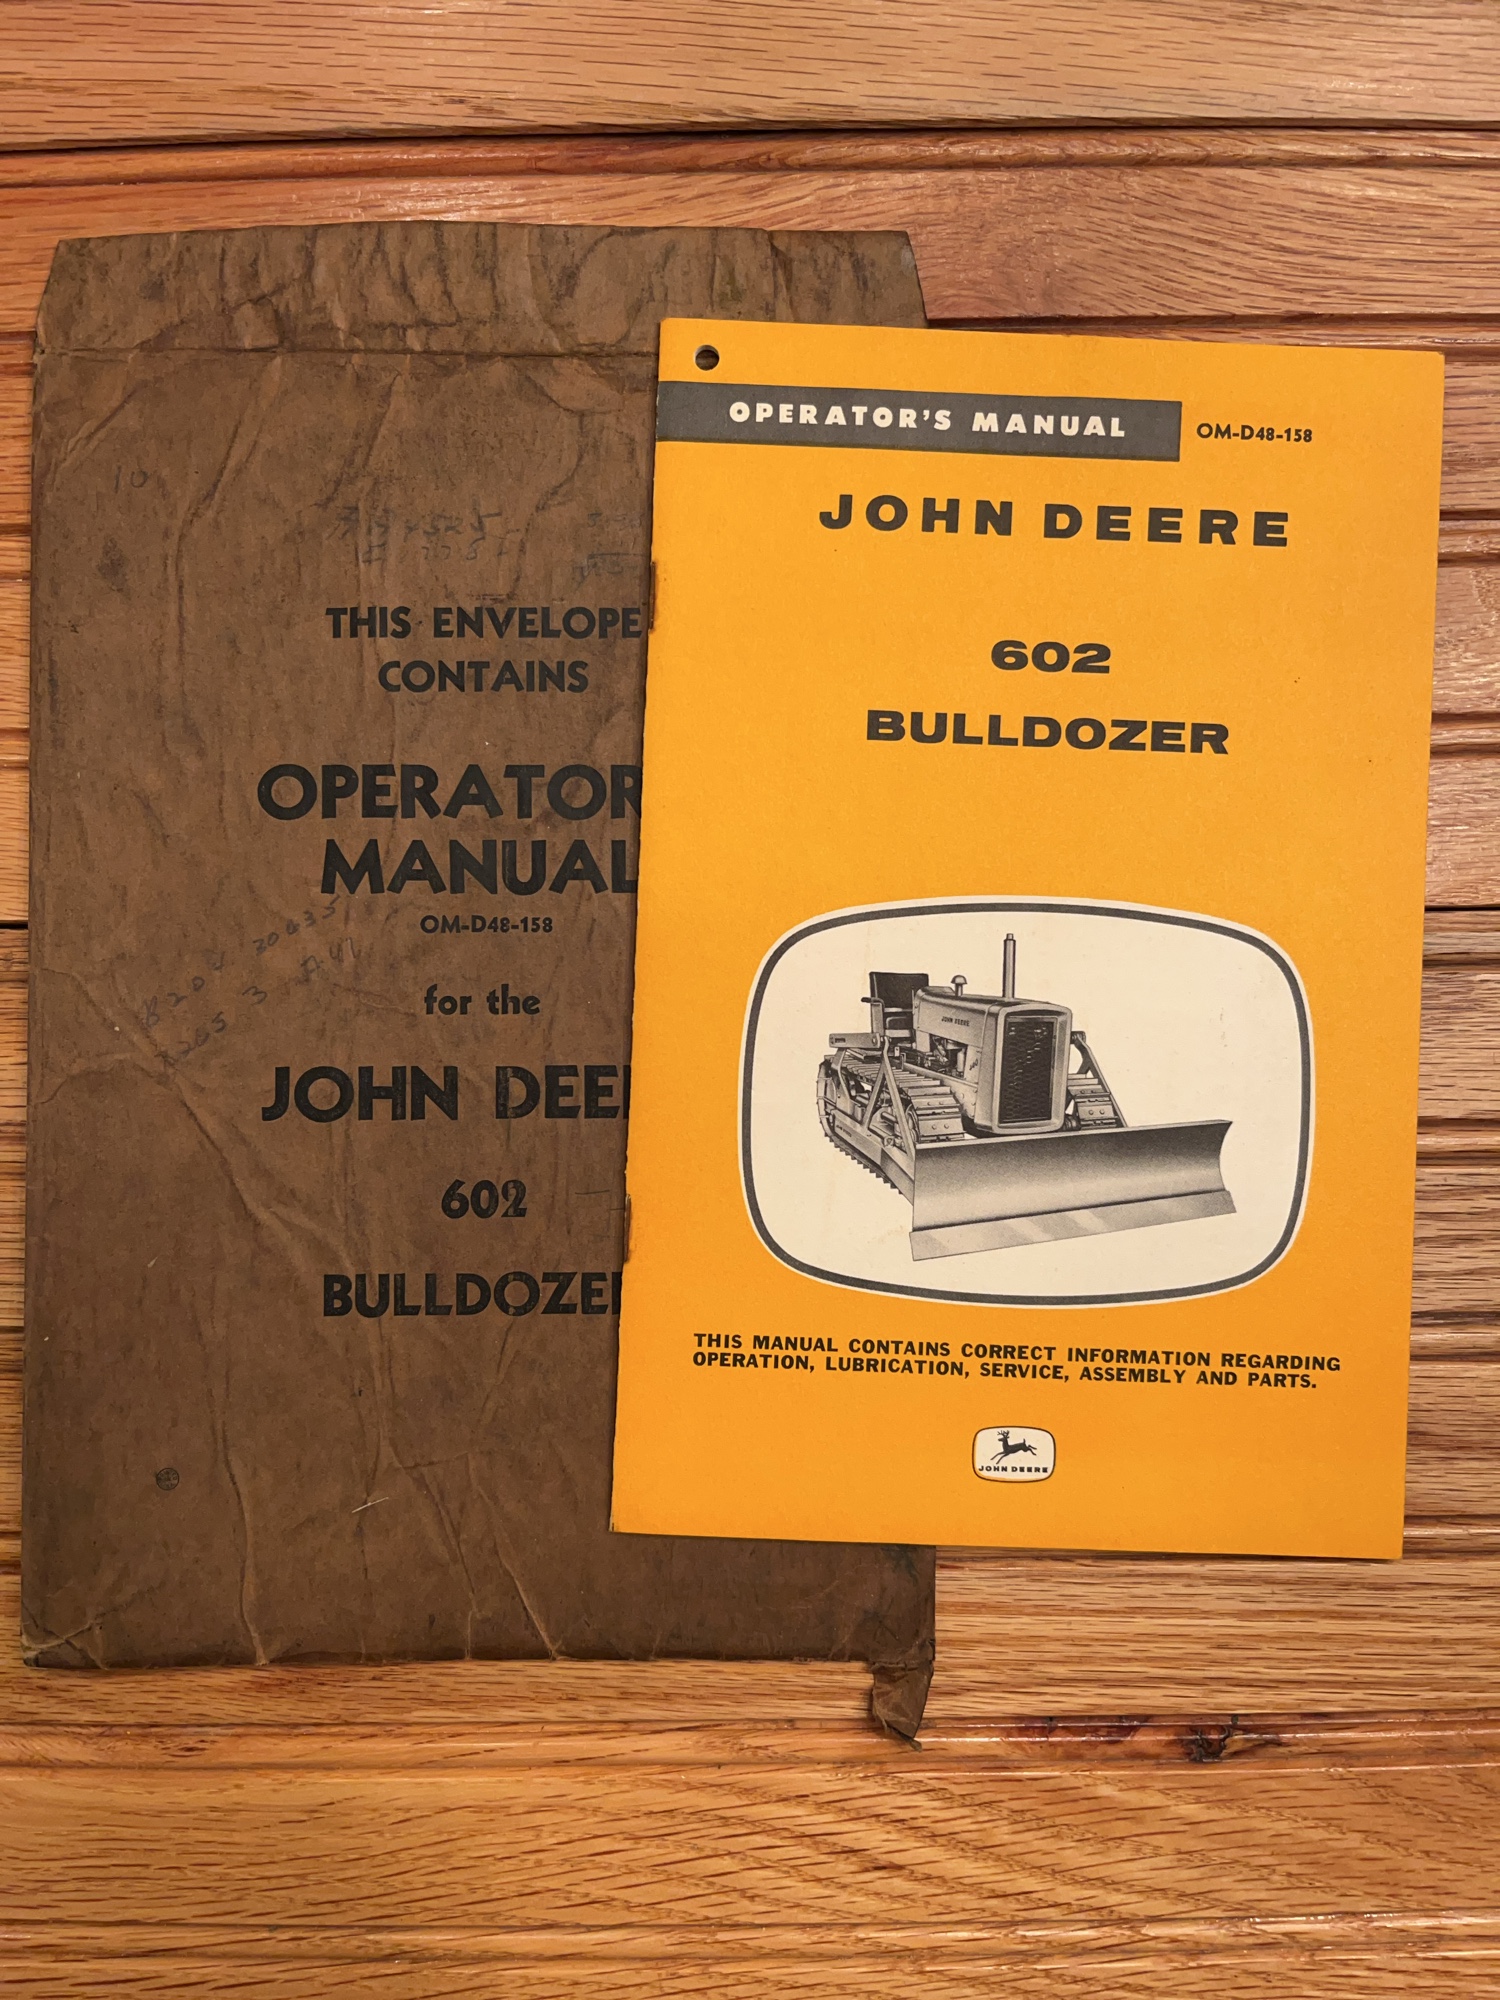 THIS ENVELOPE
CONTAINS
OPERATOR
MANUAL
OM-D48-158
for the
JOHN DEE
602
BULLDOZE
10
OPERATOR'S MANUAL
OM-D48-158
JOHN DEERE
602
BULLDOZER
JOHN DEERE
THIS MANUAL CONTAINS CORRECT INFORMATION REGARDING
OPERATION, LUBRICATION, SERVICE, ASSEMBLY AND PARTS.
JOHN DEERE